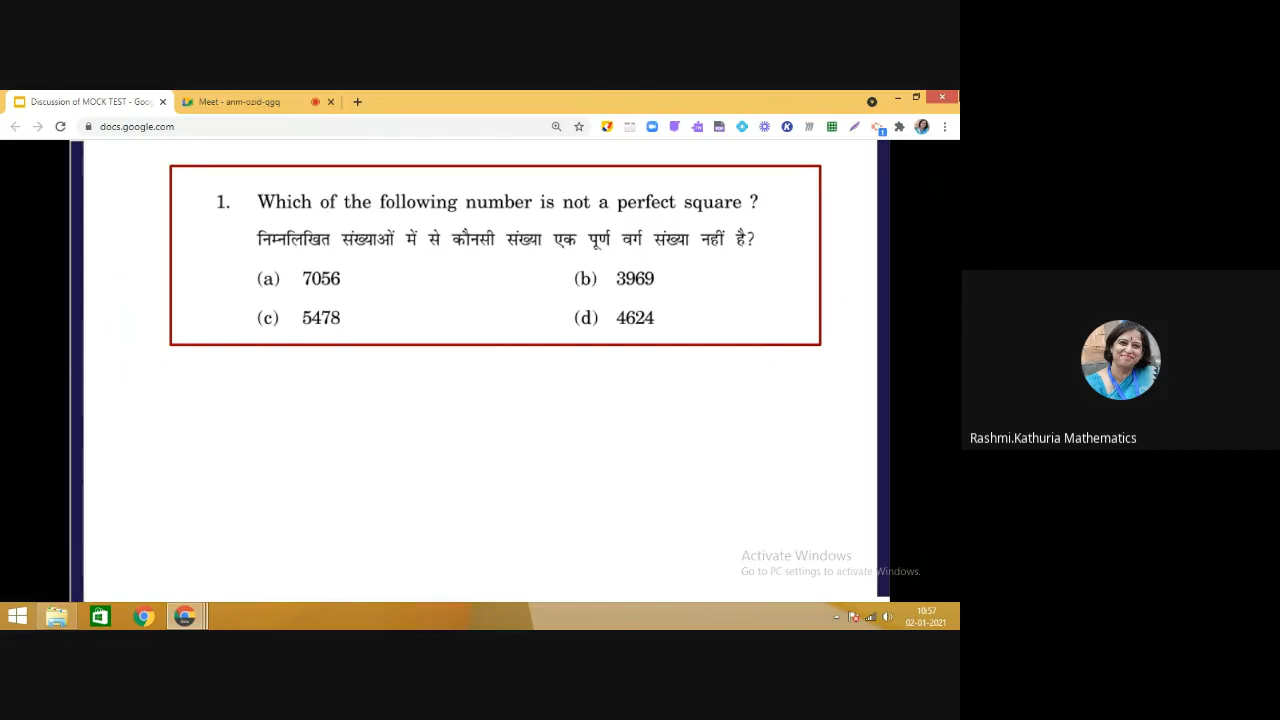 Discussion of MOCK TEST - Goo
Meet - anm-ozid-qgq
docs.google.com
1. Which of the following number is not a perfect square ?
निम्नलिखित संख्याओं में से कौनसी संख्या एक पूर्ण वर्ग संख्या नहीं है?
(a) 7056 (b) 3969
(c) 5478 (d) 4624
Rashmi.Kathuria Mathematics
Activate Windows
Go to PC settings to activate Windows.
10:57
02-01-2021